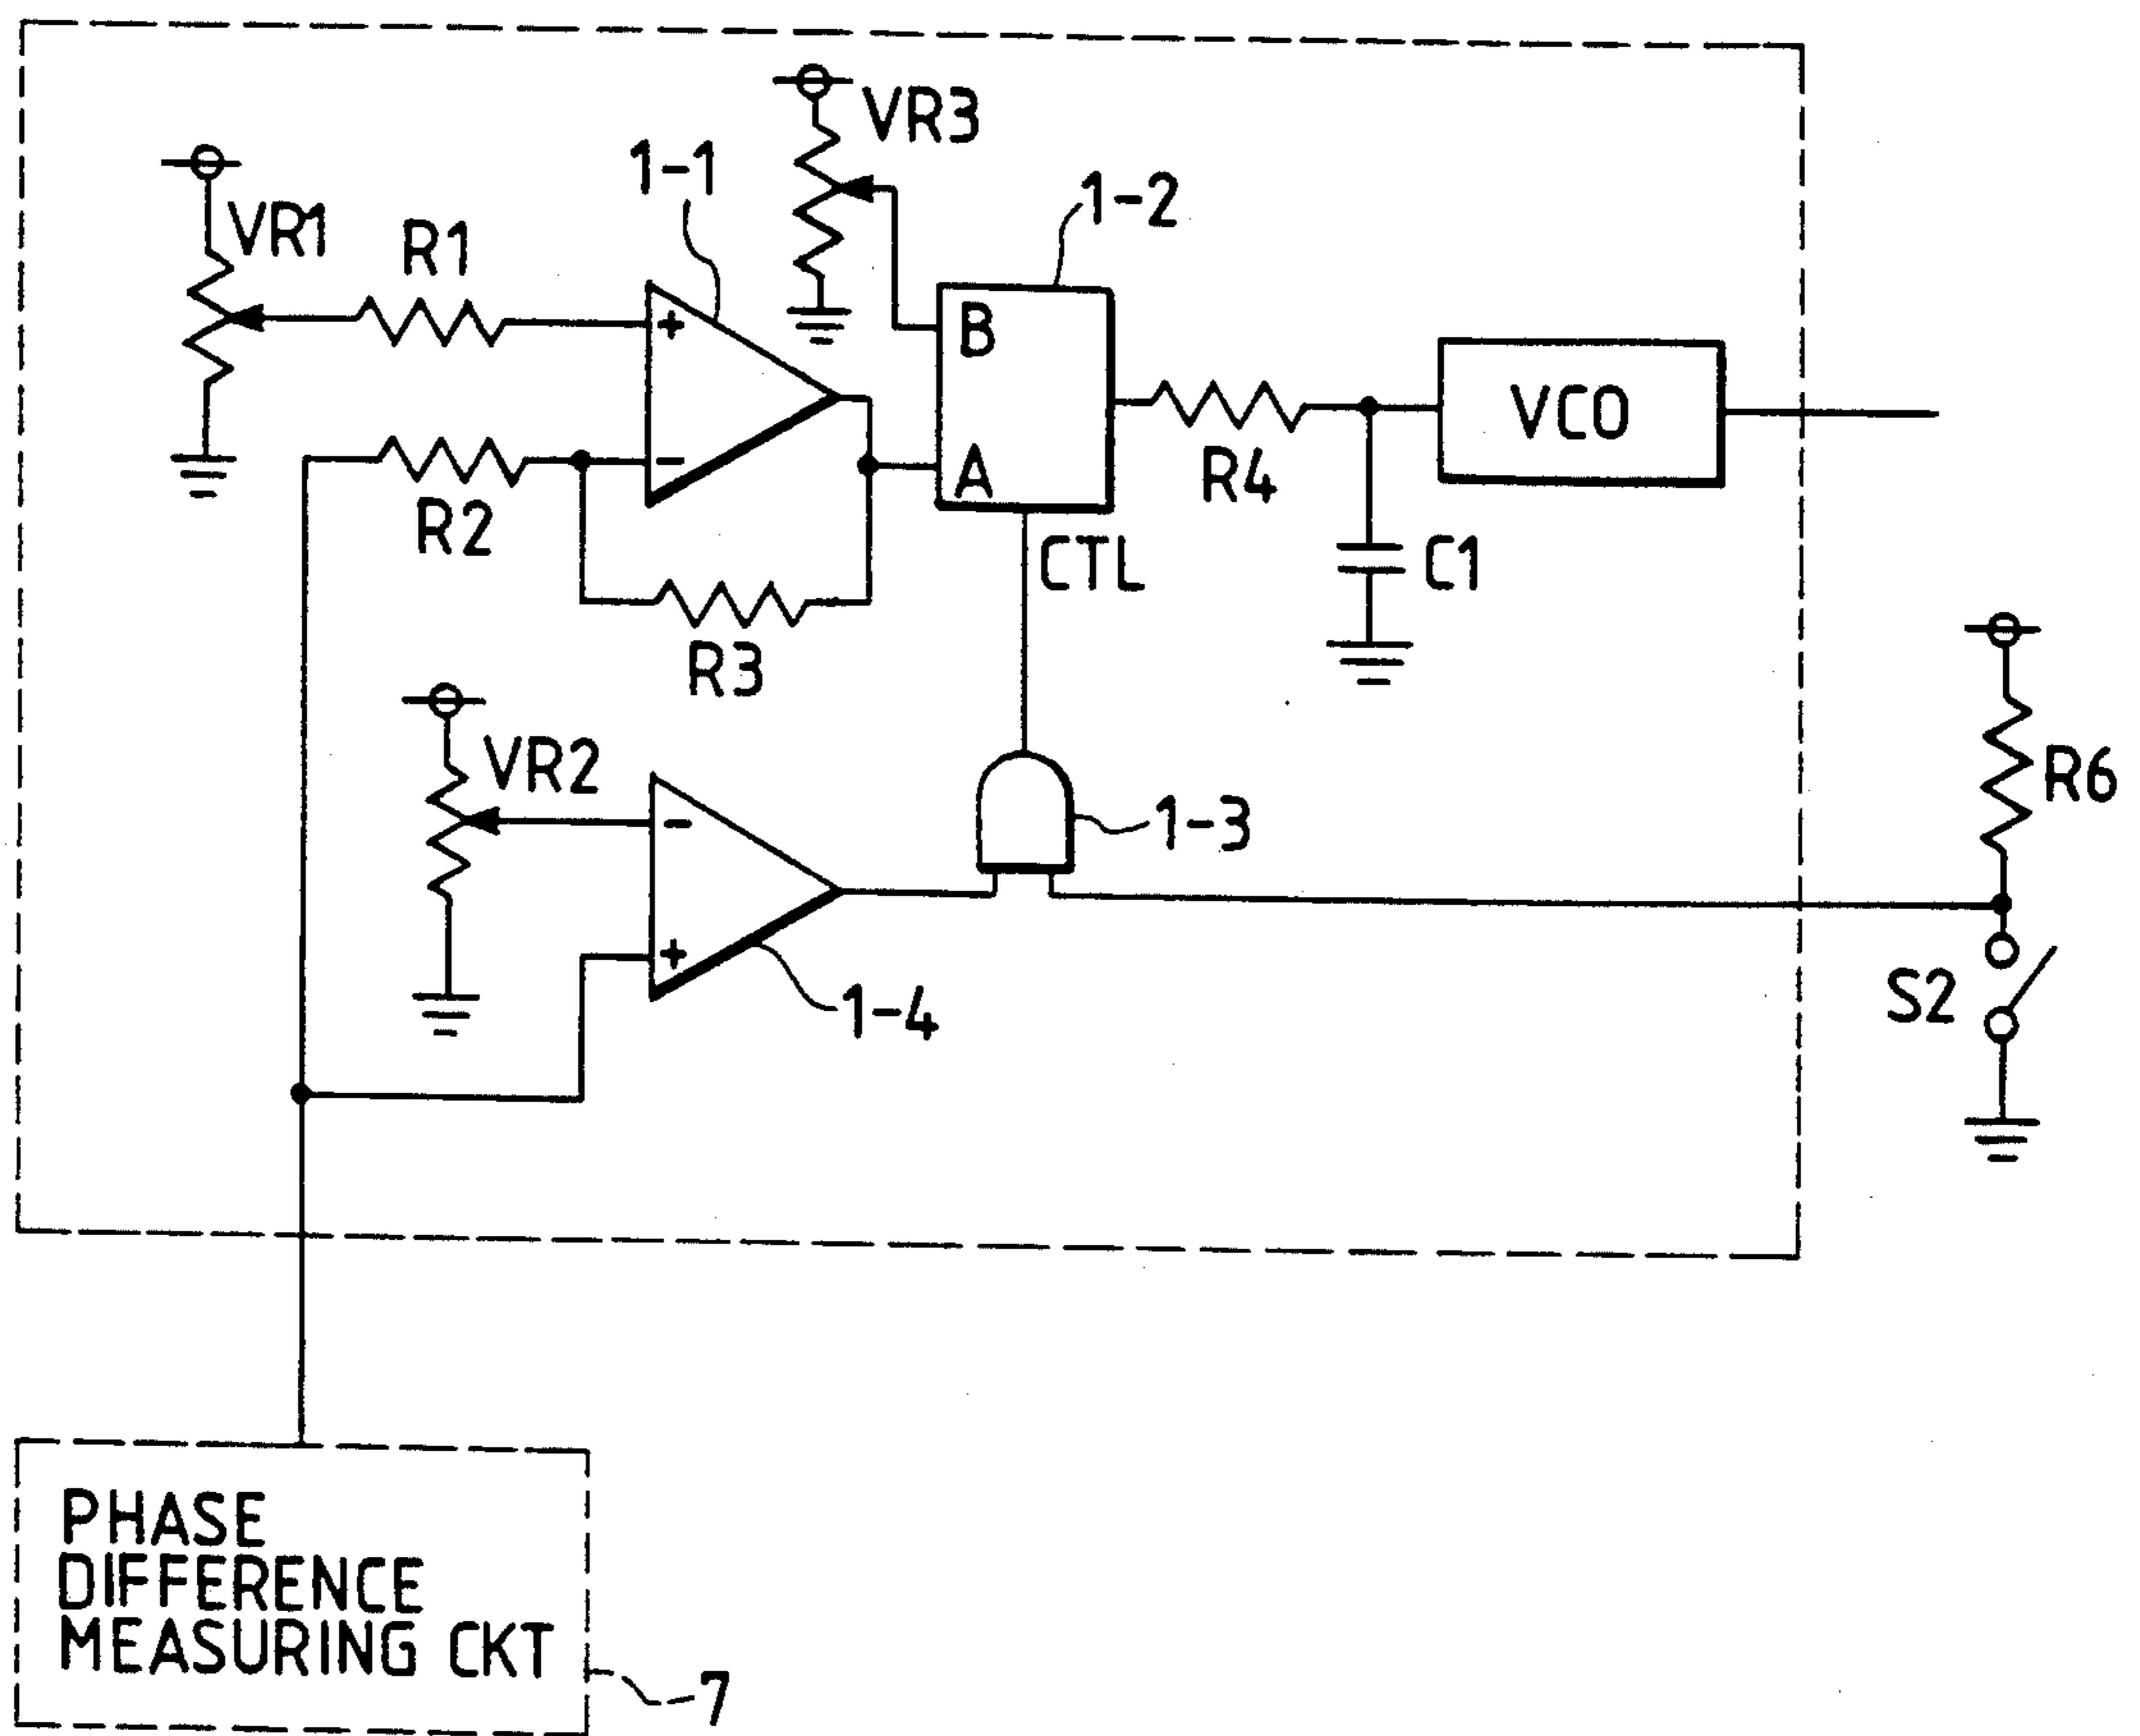 VR3
1-1
1-2
VR1
R1
+
B
VCO
-
A
R4
R2
CTL
C1
R3
VR2
R6
-
1-3
+
S2
1-4
PHASE
DIFFERENCE
MEASURING CKT
7